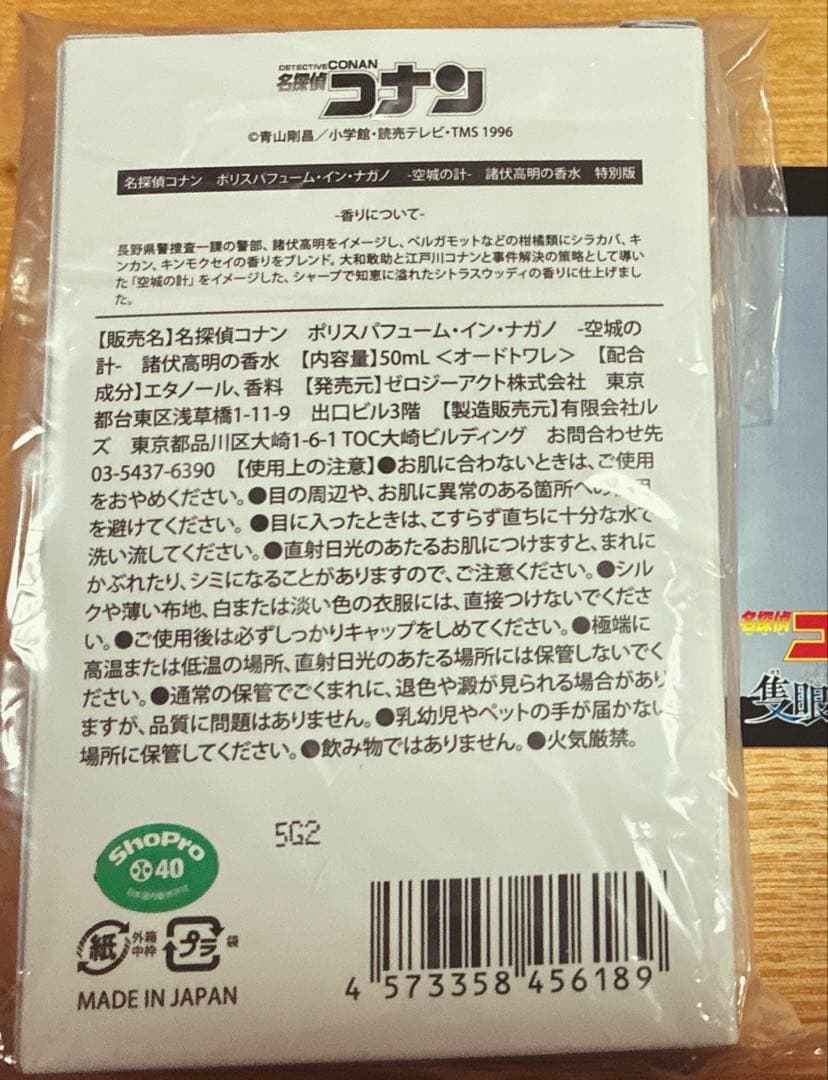 DETECTIVE CONAN
名探偵コナン
©青山剛昌／小学館・読売テレビ・TMS 1996
名探偵コナン　ポリスパフューム・イン・ナガノ　-空城の計-　諸伏高明の香水　特別版
-香りについて-
長野県警捜査一課の警部、諸伏高明をイメージし、ベルガモットなどの柑橘類にシラカバ、キ
ンカン、キンモクセイの香りをブレンド。大和敢助と江戸川コナンと事件解決の策略として導い
た「空城の計」をイメージした、シャープで知恵に溢れたシトラスウッディの香りに仕上げまし
た。
【販売名】名探偵コナン　ポリスパフューム・イン・ナガノ　-空城の
計-　諸伏高明の香水　【内容量】50mL ＜オードトワレ＞　【配合
成分】エタノール、香料　【発売元】ゼロジーアクト株式会社　東京
都台東区浅草橋1-11-9　出口ビル3階　【製造販売元】有限会社ル
ズ　東京都品川区大崎1-6-1 TOC大崎ビルディング　お問合わせ先
03-5437-6390　【使用上の注意】●お肌に合わないときは、ご使用
をおやめください。●目の周辺や、お肌に異常のある箇所への
を避けてください。●目に入ったときは、こすらず直ちに十分な水で
洗い流してください。●直射日光のあたるお肌につけますと、まれに
かぶれたり、シミになることがありますので、ご注意ください。●シル
クや薄い布地、白または淡い色の衣服には、直接つけないでくださ
い。●ご使用後は必ずしっかりキャップをしめてください。●極端に
高温または低温の場所、直射日光のあたる場所には保管しないでく
ださい。●通常の保管でごくまれに、退色や澱が見られる場合があり
ますが、品質に問題はありません。●乳幼児やペットの手が届かない
場所に保管してください。●飲み物ではありません。●火気厳禁。
5G2
ShoPro
40
日本国内販売許可
紙 外箱 中枠 プラ 袋
MADE IN JAPAN
4 573358 456189
名探偵コ
隻眼